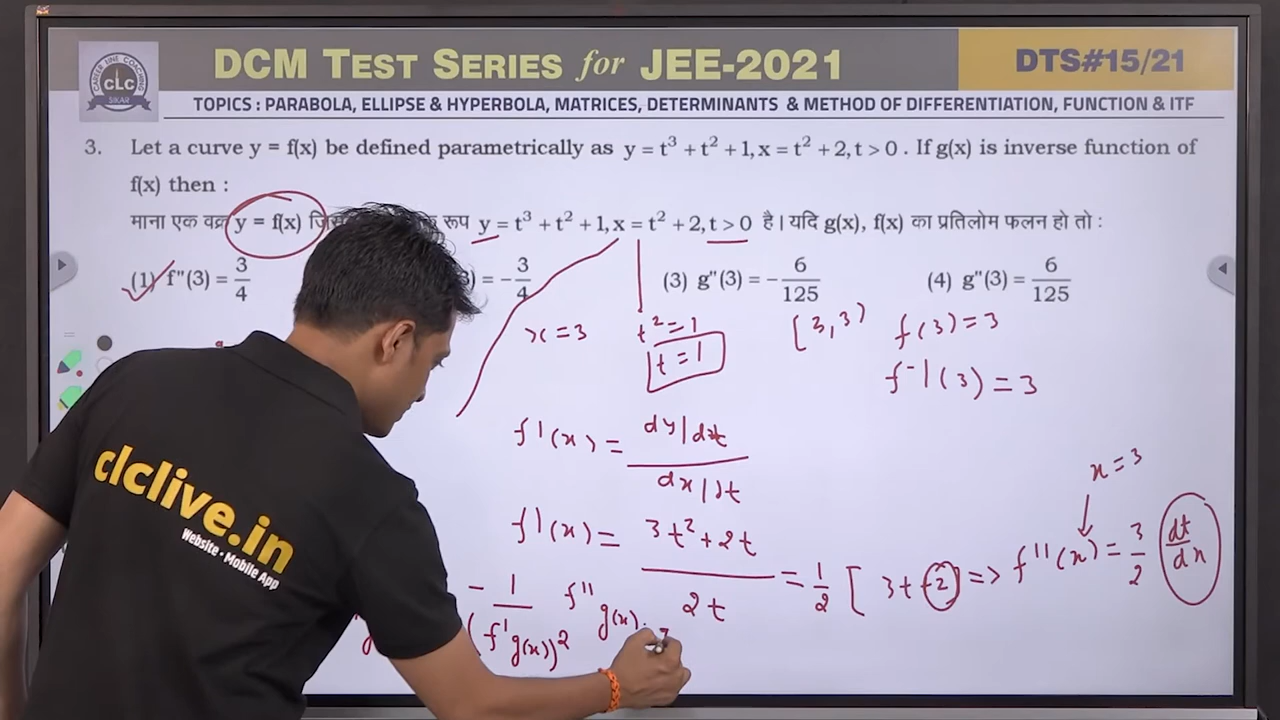 DCM TEST SERIES for JEE-2021
DTS#15/21
CAREER LINE COACHING
CLC
SIKAR
TOPICS : PARABOLA, ELLIPSE & HYPERBOLA, MATRICES, DETERMINANTS & METHOD OF DIFFERENTIATION, FUNCTION & ITF
3. Let a curve y = f(x) be defined parametrically as y = t³ + t² + 1, x = t² + 2, t > 0 . If g(x) is inverse function of
f(x) then :
माना एक वक्र y = f(x) रूप y = t³ + t² + 1, x = t² + 2, t > 0 है। यदि g(x), f(x) का प्रतिलोम फलन हो तो :
(1) f"(3) = 3/4
) = -3/4
(3) g"(3) = -6/125
(4) g"(3) = 6/125
x = 3
t² = 1
t = 1
[3,3)
f(3) = 3
f-1(3) = 3
f'(x) = dy/dt / dx/dt
x = 3
f'(x) = 3t² + 2t / 2t = 1/2 [ 3t + 2 ] => f''(x) = 3/2 dt/dx
- 1 / (f'g(x))² f'' g(x).
clclive.in
Website • Mobile App